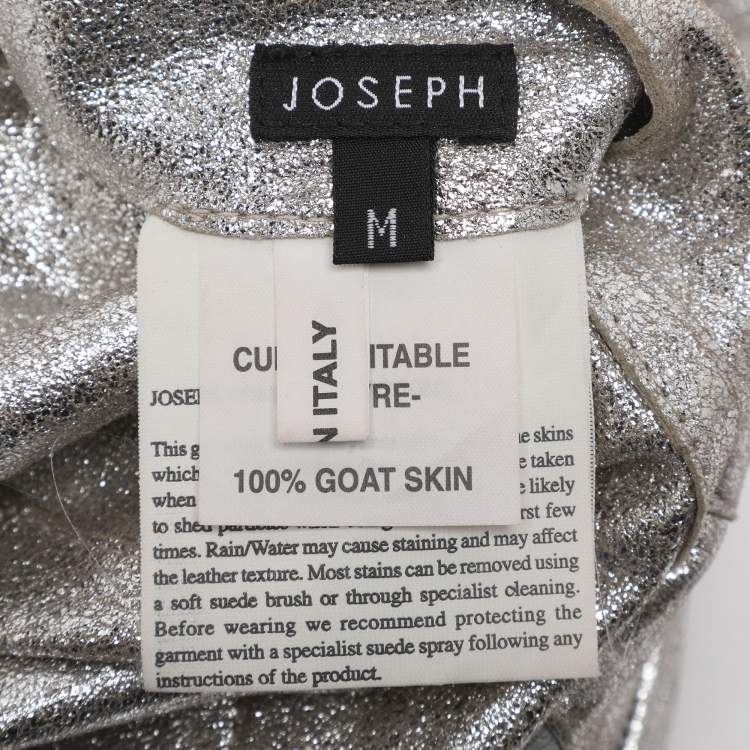 JOSEPH
M
N ITALY
CUI ITABLE
TRE-
100% GOAT SKIN
JOSE
This g e skins
which e taken
when likely
to shed particles rst few
times. Rain/Water may cause staining and may affect
the leather texture. Most stains can be removed using
a soft suede brush or through specialist cleaning.
Before wearing we recommend protecting the
garment with a specialist suede spray following any
instructions of the product.